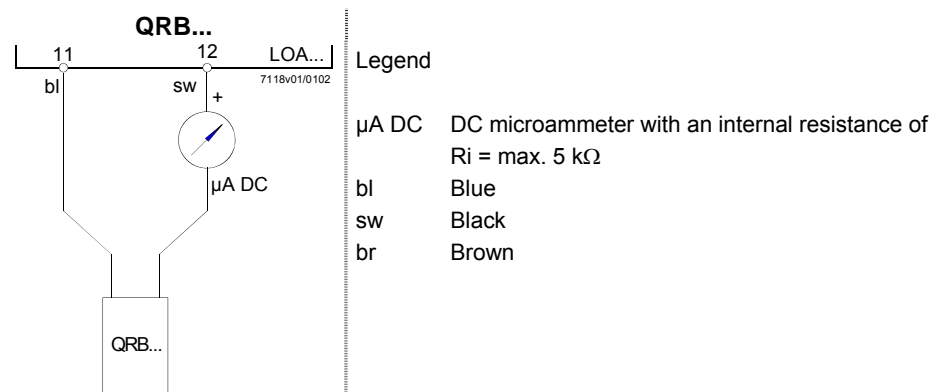 QRB...
11 12 LOA...
7118v01/0102
bl sw
+
µA DC
QRB...
Legend
µA DC DC microammeter with an internal resistance of
Ri = max. 5 kΩ
bl Blue
sw Black
br Brown